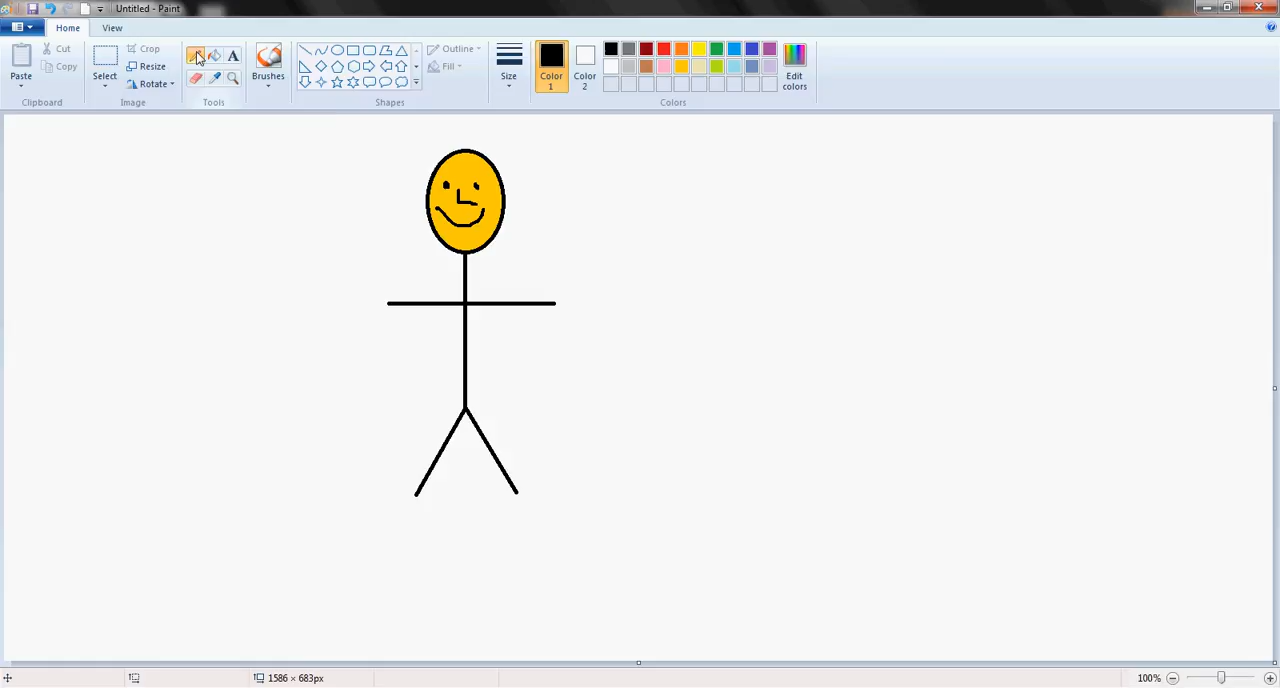 Untitled - Paint
Home View
Paste
Cut
Copy
Clipboard
Select
Crop
Resize
Rotate
Image
A
Tools
Brushes
Shapes
Outline
Fill
Size
Color
1
Color
2
Edit
colors
Colors
1586 × 683px
100%